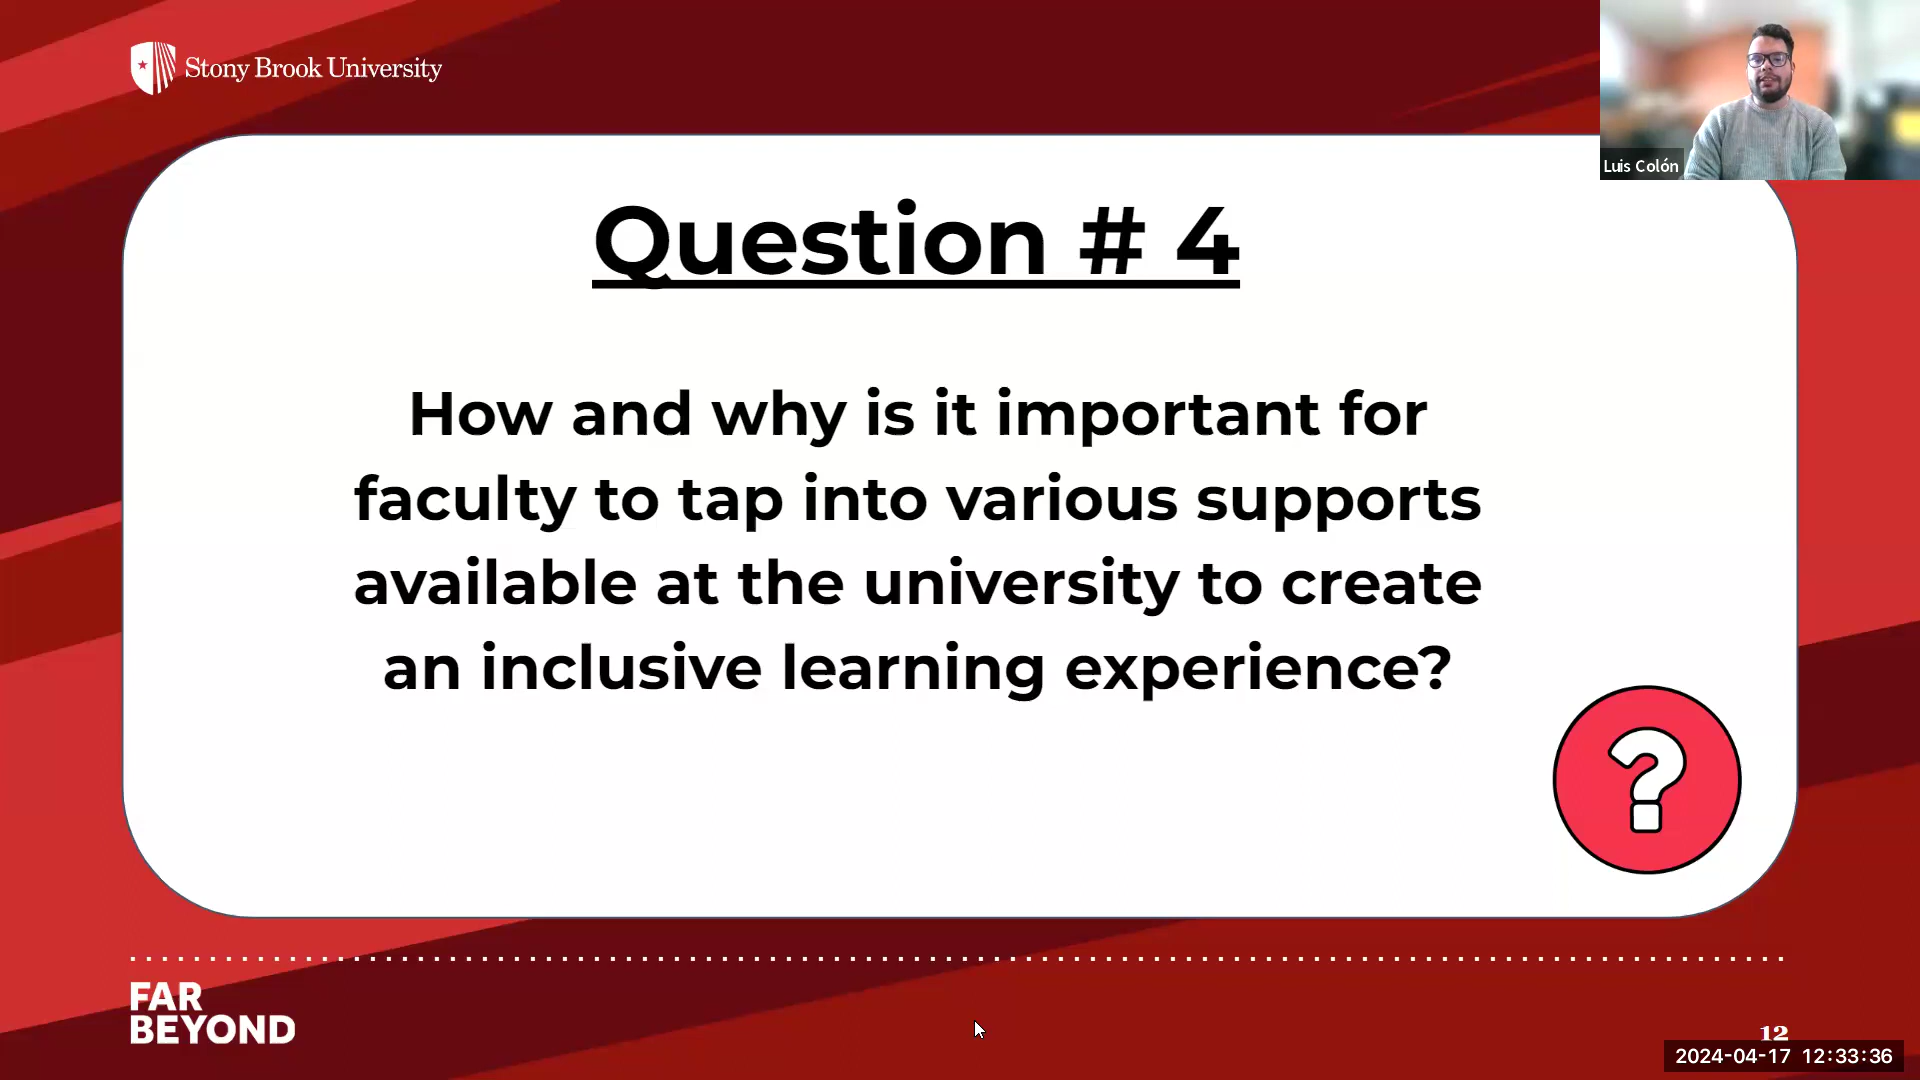 Stony Brook University
Luis Colón
Question # 4
How and why is it important for
faculty to tap into various supports
available at the university to create
an inclusive learning experience?
?
FAR
BEYOND
12
2024-04-17 12:33:36